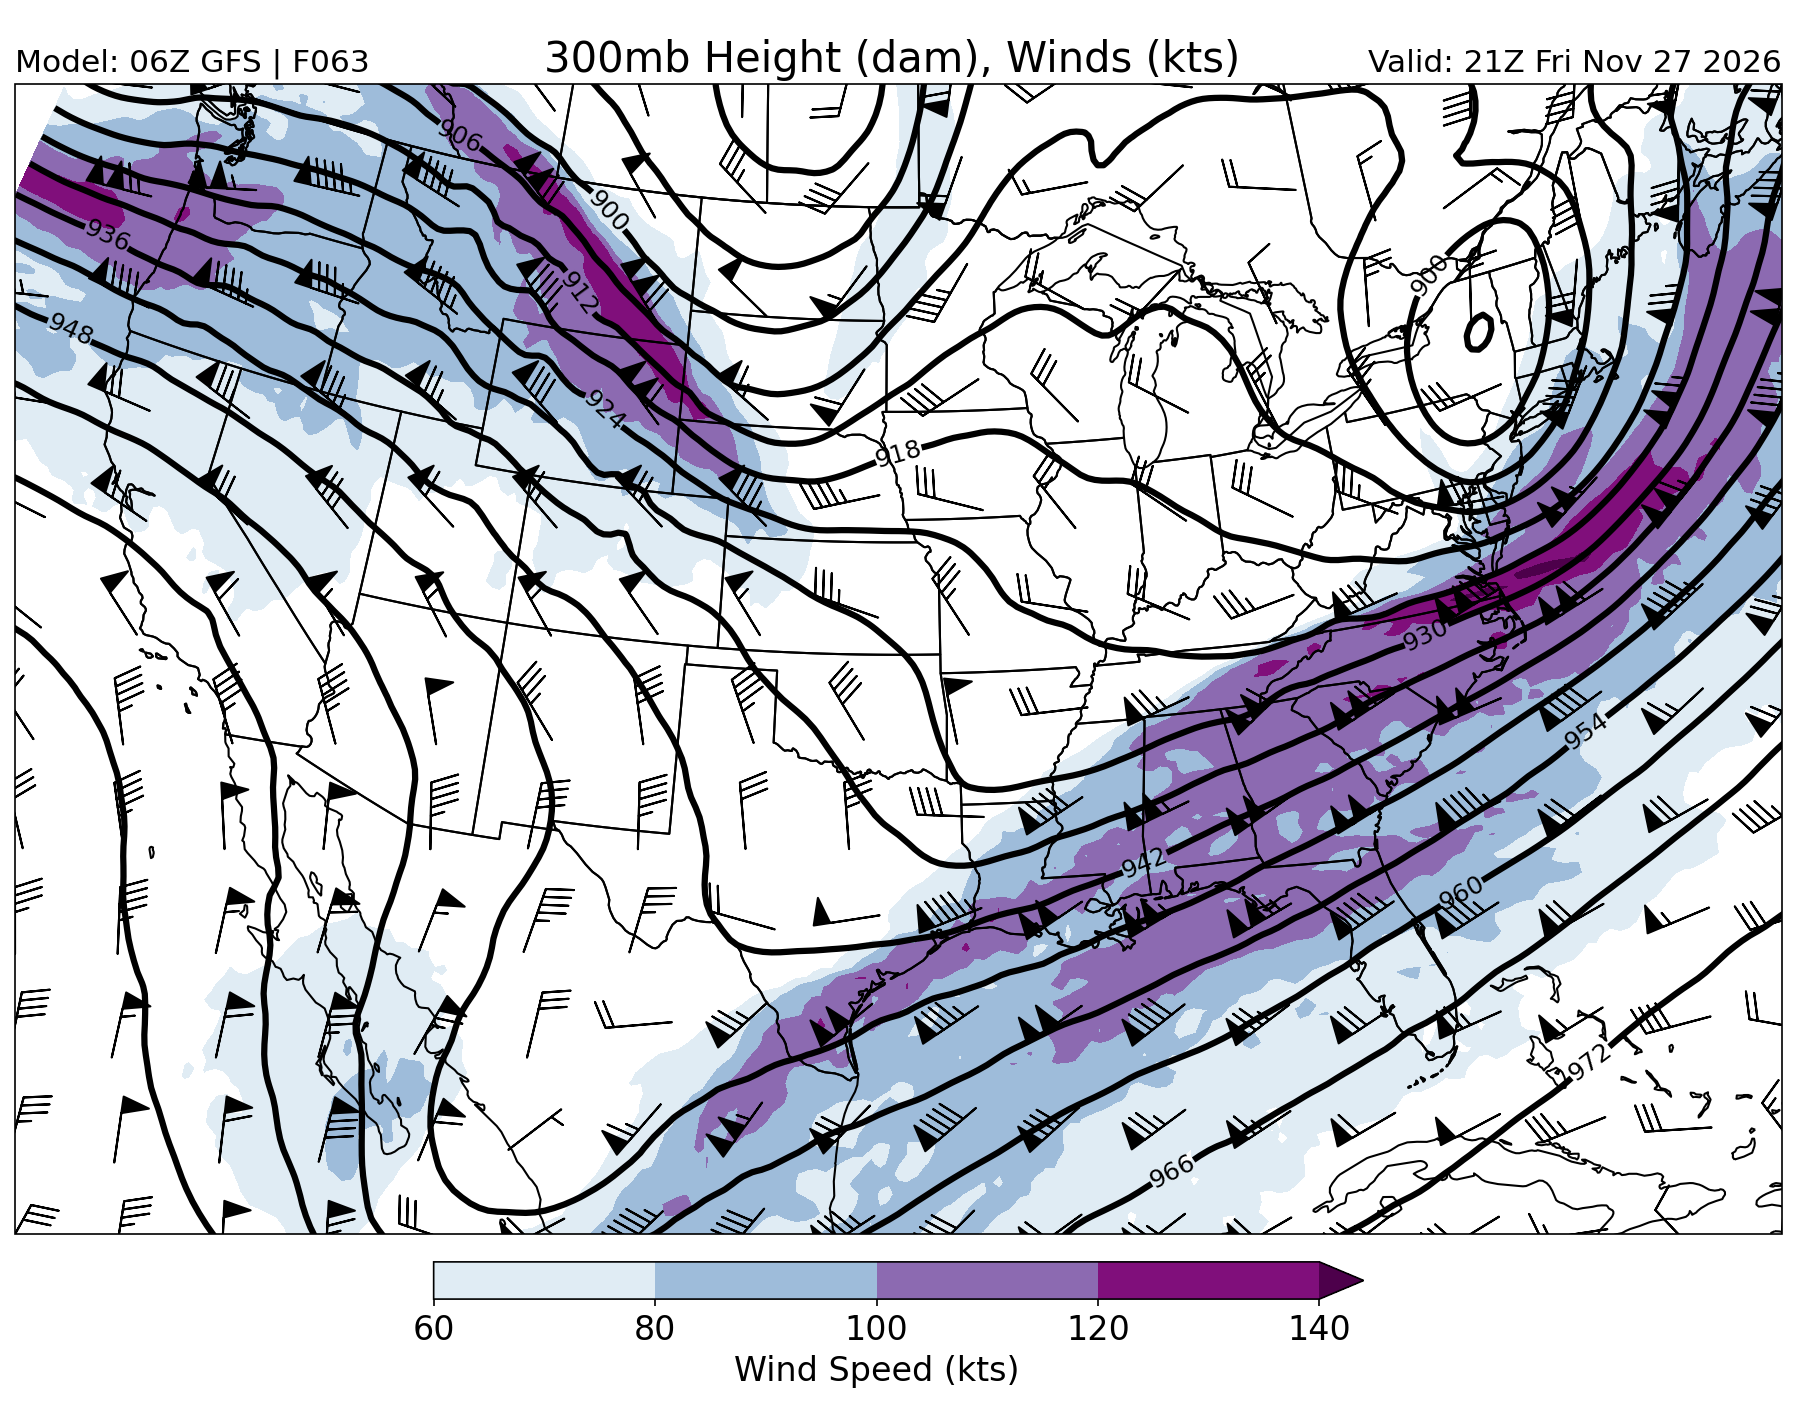 Model: 06Z GFS | F063
300mb Height (dam), Winds (kts)
Valid: 21Z Fri Nov 27 2026
906
900
936
912
900
948
924
918
930
954
942
960
972
966
60 80 100 120 140
Wind Speed (kts)